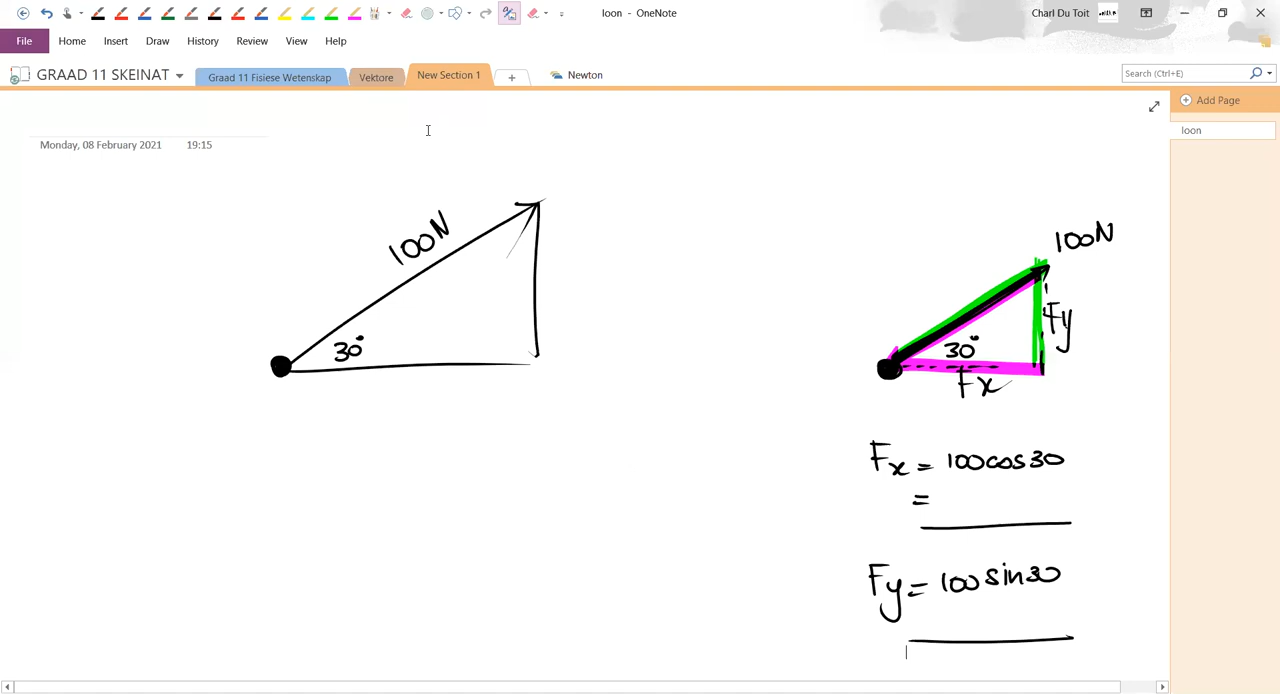 loon - OneNote
Charl Du Toit
File Home Insert Draw History Review View Help
GRAAD 11 SKEINAT
Graad 11 Fisiese Wetenskap
Vektore
New Section 1
Newton
Search (Ctrl+E)
Add Page
loon
Monday, 08 February 2021 19:15
100N
30°
100N
Fy
30°
Fx
Fx = 100cos30
=
Fy = 100sin30